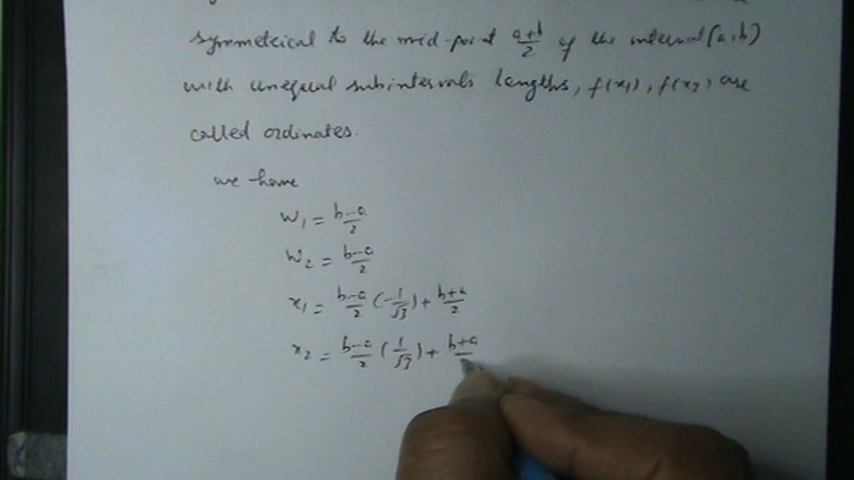 symmetrical to the mid-point a+b/2 of the interval (a,b)
with unequal subintervals lengths, f(x₁), f(x₂) are
called ordinates.
we have
w₁ = b-a/2
w₂ = b-a/2
x₁ = b-a/2 (-1/√3) + b+a/2
x₂ = b-a/2 (1/√3) + b+a